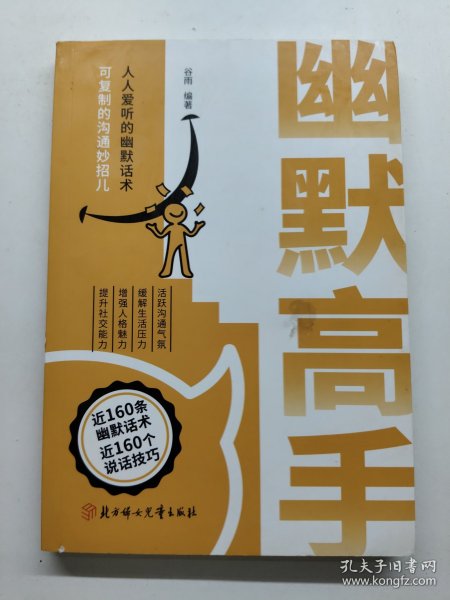 幽默高手
谷雨 编著
人人爱听的幽默话术
可复制的沟通妙招儿
活跃沟通气氛
缓解生活压力
增强人格魅力
提升社交能力
近160条
幽默话术
近160个
说话技巧
北方妇女儿童出版社
孔夫子旧书网
www.kongfz.com